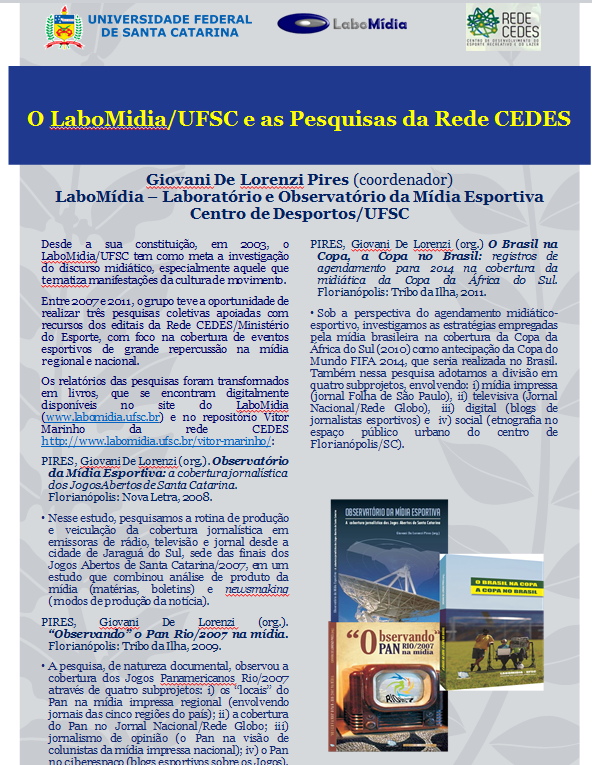 UNIVERSIDADE FEDERAL
DE SANTA CATARINA
LaboMídia
REDE
CEDES
CENTRO DE DESENVOLVIMENTO DO
ESPORTE RECREATIVO E DO LAZER
O LaboMidia/UFSC e as Pesquisas da Rede CEDES
Giovani De Lorenzi Pires (coordenador)
LaboMídia – Laboratório e Observatório da Mídia Esportiva
Centro de Desportos/UFSC
Desde a sua constituição, em 2003, o
LaboMidia/UFSC tem como meta a investigação
do discurso midiático, especialmente aquele que
tematiza manifestações da cultura de movimento.
Entre 2007 e 2011, o grupo teve a oportunidade de
realizar três pesquisas coletivas apoiadas com
recursos dos editais da Rede CEDES/Ministério
do Esporte, com foco na cobertura de eventos
esportivos de grande repercussão na mídia
regional e nacional.
Os relatórios das pesquisas foram transformados
em livros, que se encontram digitalmente
disponíveis no site do LaboMidia
(www.labomidia.ufsc.br) e no repositório Vitor
Marinho da rede CEDES
http://www.labomidia.ufsc.br/vitor-marinho/:
PIRES, Giovani De Lorenzi (org.). Observatório
da Mídia Esportiva: a cobertura jornalística
dos Jogos Abertos de Santa Catarina.
Florianópolis: Nova Letra, 2008.
• Nesse estudo, pesquisamos a rotina de produção
e veiculação da cobertura jornalística em
emissoras de rádio, televisão e jornal desde a
cidade de Jaraguá do Sul, sede das finais dos
Jogos Abertos de Santa Catarina/2007, em um
estudo que combinou análise de produto da
mídia (matérias, boletins) e newsmaking
(modos de produção da notícia).
PIRES, Giovani De Lorenzi (org.).
“Observando” o Pan Rio/2007 na mídia.
Florianópolis: Tribo da Ilha, 2009.
• A pesquisa, de natureza documental, observou a
cobertura dos Jogos Panamericanos Rio/2007
através de quatro subprojetos: i) os “locais” do
Pan na mídia impressa regional (envolvendo
jornais das cinco regiões do país); ii) a cobertura
do Pan no Jornal Nacional/Rede Globo; iii)
jornalismo de opinião (o Pan na visão de
colunistas da mídia impressa nacional); iv) o Pan
no ciberespaço (blogs esportivos sobre os Jogos).
PIRES, Giovani De Lorenzi (org.) O Brasil na
Copa, a Copa no Brasil: registros de
agendamento para 2014 na cobertura da
midiática da Copa da África do Sul.
Florianópolis: Tribo da Ilha, 2011.
• Sob a perspectiva do agendamento midiático-
esportivo, investigamos as estratégias empregadas
pela mídia brasileira na cobertura da Copa da
África do Sul (2010) como antecipação da Copa do
Mundo FIFA 2014, que seria realizada no Brasil.
Também nessa pesquisa adotamos a divisão em
quatro subprojetos, envolvendo: i) mídia impressa
(jornal Folha de São Paulo), ii) televisiva (Jornal
Nacional/Rede Globo), iii) digital (blogs de
jornalistas esportivos) e iv) social (etnografia no
espaço público urbano do centro de
Florianópolis/SC).
OBSERVATÓRIO DA MÍDIA ESPORTIVA
A cobertura jornalística dos Jogos Abertos de Santa Catarina
O BRASIL NA COPA
A COPA NO BRASIL
"Observando"
PAN RIO/2007
na mídia